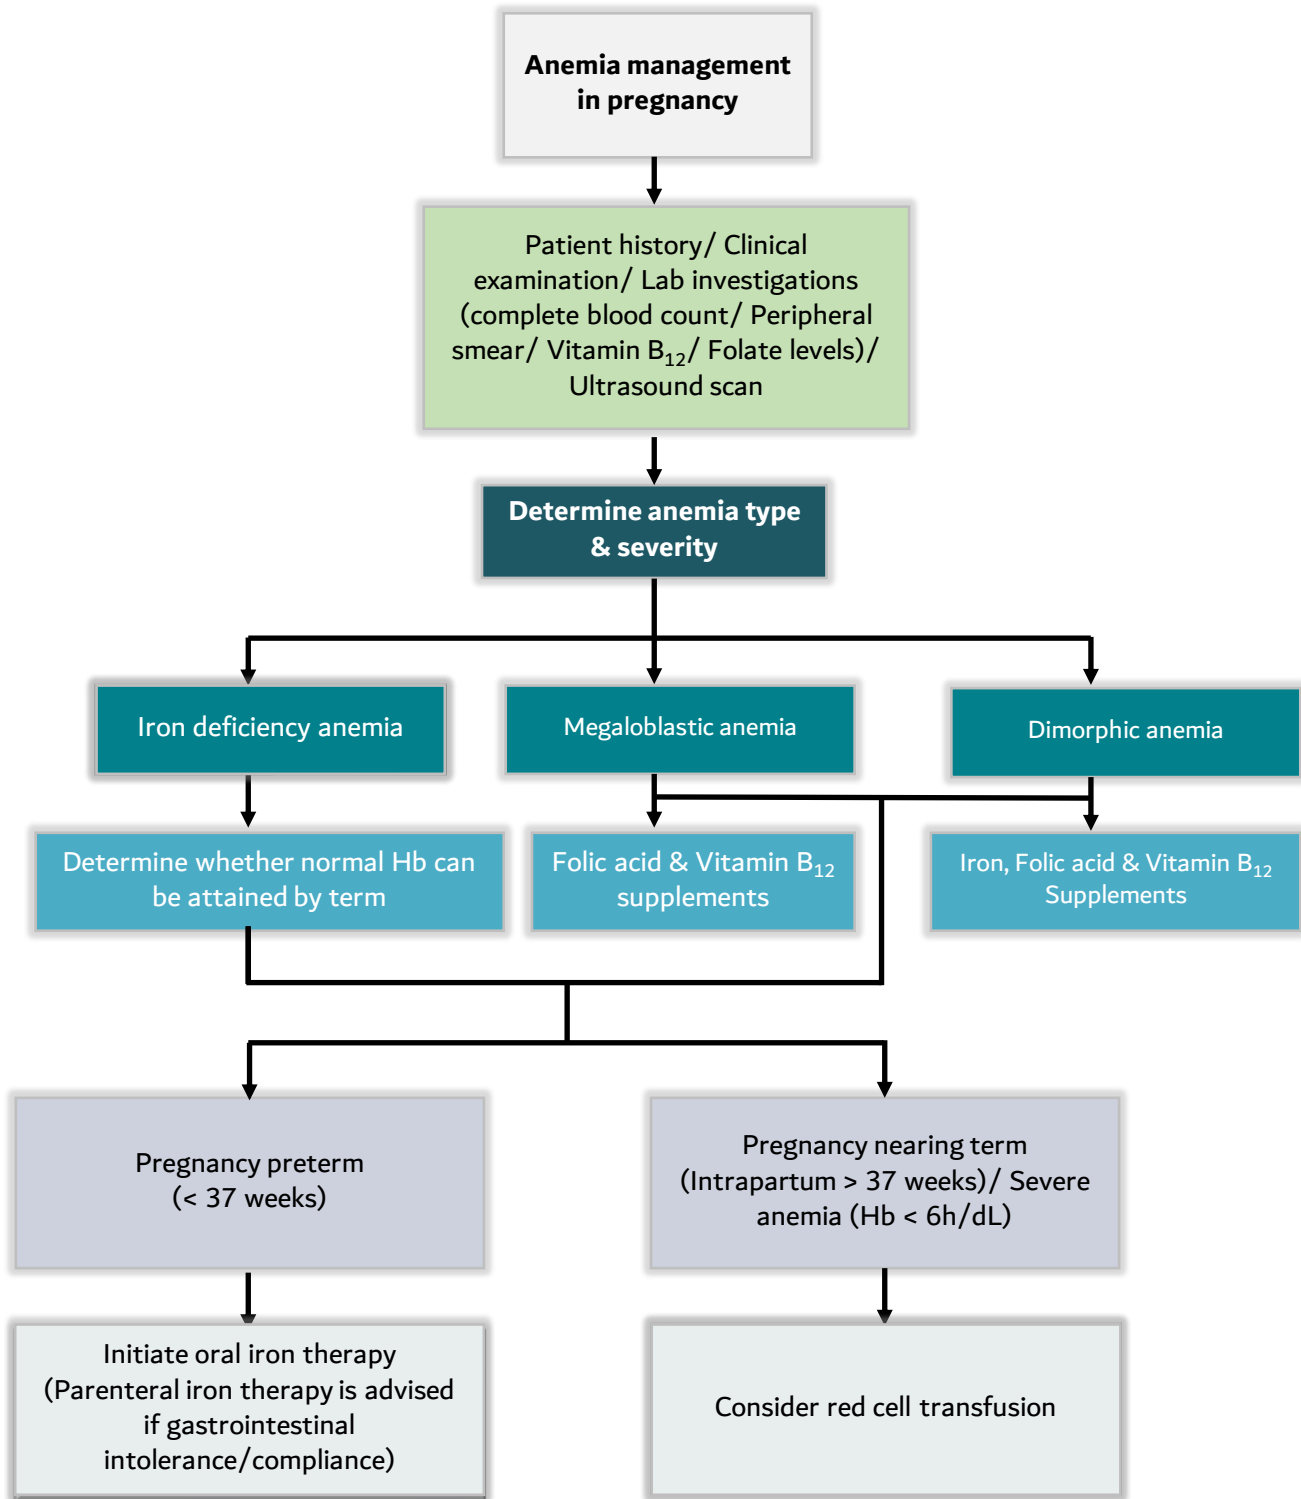 Anemia management
in pregnancy
Patient history/ Clinical
examination/ Lab investigations
(complete blood count/ Peripheral
smear/ Vitamin B₁₂/ Folate levels)/
Ultrasound scan
Determine anemia type
& severity
Iron deficiency anemia
Megaloblastic anemia
Dimorphic anemia
Determine whether normal Hb can
be attained by term
Folic acid & Vitamin B₁₂
supplements
Iron, Folic acid & Vitamin B₁₂
Supplements
Pregnancy preterm
(< 37 weeks)
Pregnancy nearing term
(Intrapartum > 37 weeks)/ Severe
anemia (Hb < 6h/dL)
Initiate oral iron therapy
(Parenteral iron therapy is advised
if gastrointestinal
intolerance/compliance)
Consider red cell transfusion